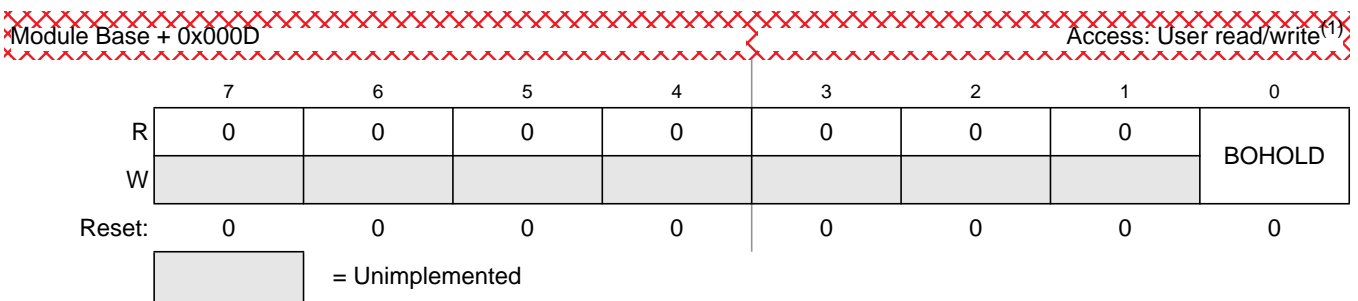 Module Base + 0x000D Access: User read/write(1)
7 6 5 4 3 2 1 0
R 0 0 0 0 0 0 0 BOHOLD
W
Reset: 0 0 0 0 0 0 0 0
= Unimplemented